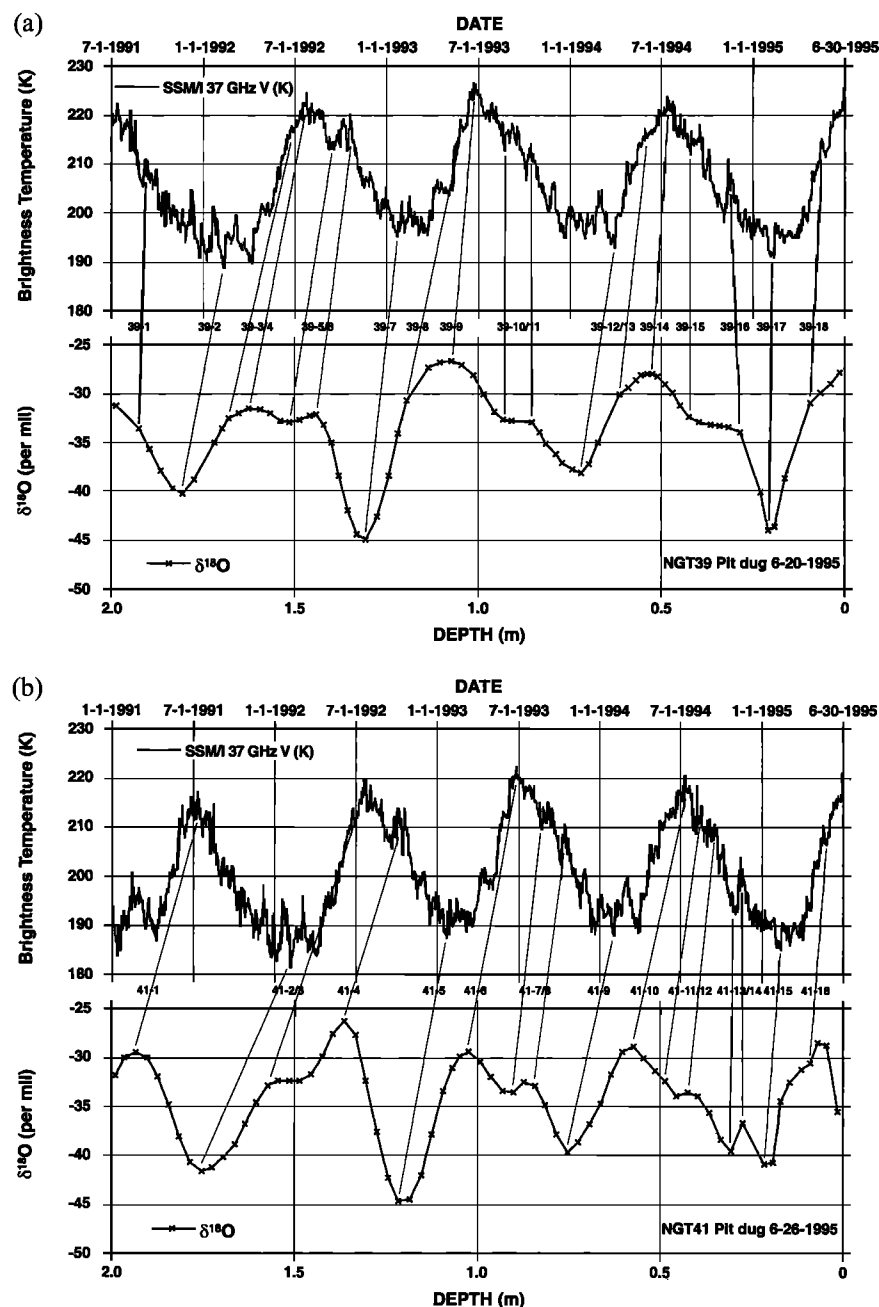 (a)
DATE
7-1-1991 1-1-1992 7-1-1992 1-1-1993 7-1-1993 1-1-1994 7-1-1994 1-1-1995 6-30-1995
230
220
210
200
190
180
Brightness Temperature (K)
SSM/I 37 GHz V (K)
39-1 39-2 39-3/4 39-5/6 39-7 39-8 39-9 39-10/11 39-12/13 39-14 39-15 39-16 39-17 39-18
-25
-30
-35
-40
-45
-50
δ18O (per mil)
δ18O
NGT39 Pit dug 6-20-1995
2.0 1.5 1.0 0.5 0
DEPTH (m)
(b)
DATE
1-1-1991 7-1-1991 1-1-1992 7-1-1992 1-1-1993 7-1-1993 1-1-1994 7-1-1994 1-1-1995 6-30-1995
230
220
210
200
190
180
Brightness Temperature (K)
SSM/I 37 GHz V (K)
41-1 41-2/3 41-4 41-5 41-6 41-7/8 41-9 41-10 41-11/12 41-13/14 41-15 41-16
-25
-30
-35
-40
-45
-50
δ18O (per mil)
δ18O
NGT41 Pit dug 6-26-1995
2.0 1.5 1.0 0.5 0
DEPTH (m)